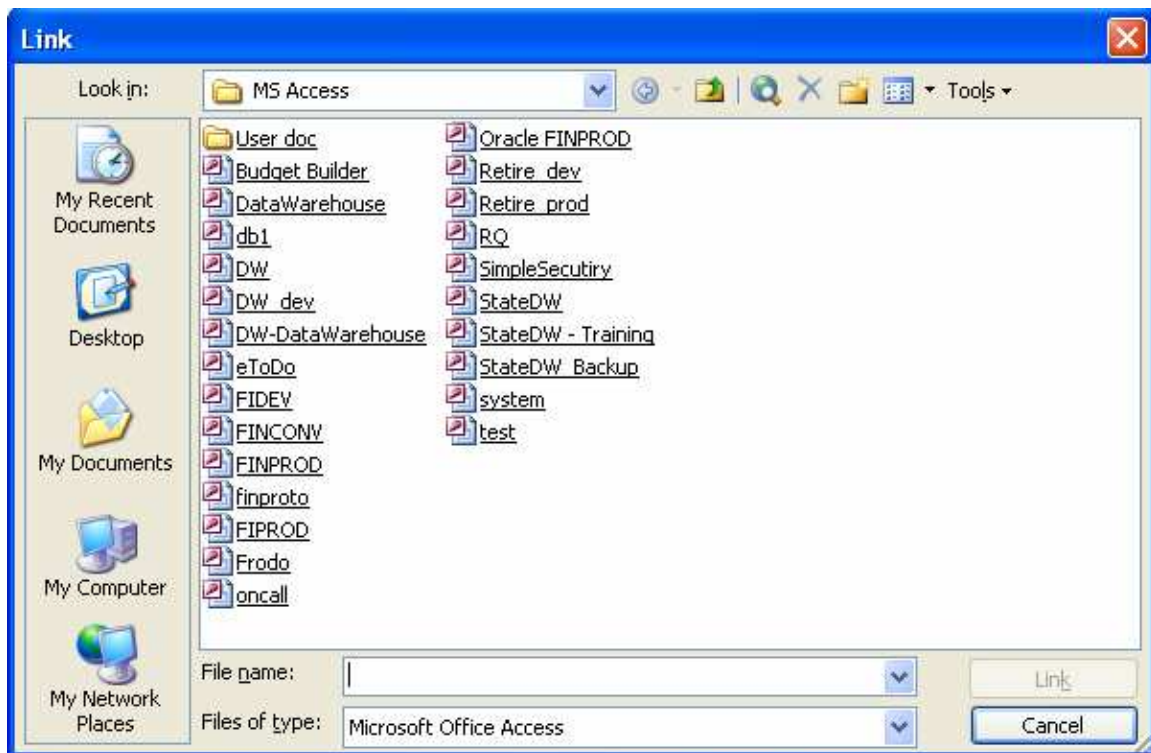 Link
Look in:
MS Access
Tools
My Recent
Documents
Desktop
My Documents
My Computer
My Network
Places
User doc
Budget Builder
DataWarehouse
db1
DW
DW_dev
DW-DataWarehouse
eToDo
FIDEV
FINCONV
FINPROD
finproto
FIPROD
Frodo
oncall
Oracle FINPROD
Retire_dev
Retire_prod
RQ
SimpleSecutiry
StateDW
StateDW - Training
StateDW_Backup
system
test
File name:
Link
Files of type:
Microsoft Office Access
Cancel